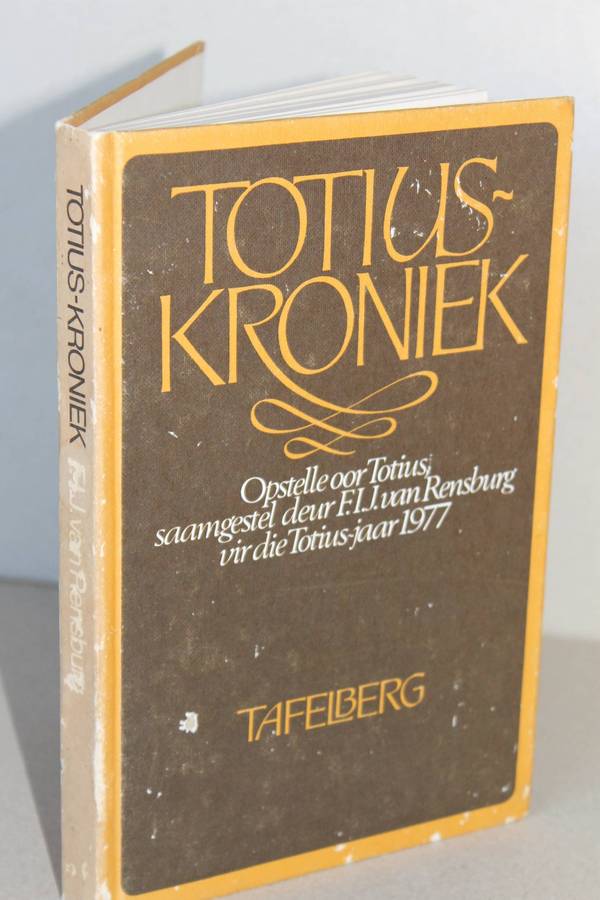 TOTIUS-
KRONIEK
Opstelle oor Totius,
saamgestel deur F.I.J. van Rensburg
vir die Totius-jaar 1977
TAFELBERG
TOTIUS-KRONIEK F.I.J. van Rensburg